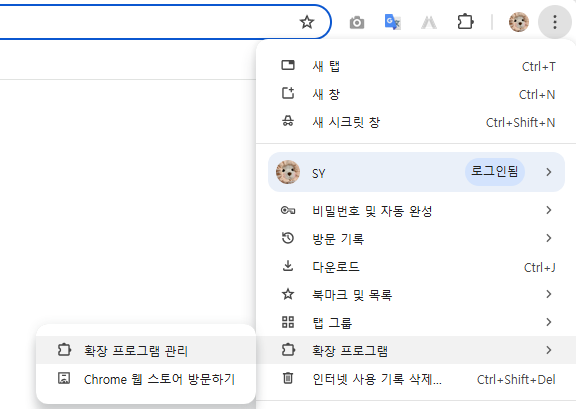 새 탭 Ctrl+T
새 창 Ctrl+N
새 시크릿 창 Ctrl+Shift+N
SY 로그인됨
비밀번호 및 자동 완성
방문 기록
다운로드 Ctrl+J
북마크 및 목록
탭 그룹
확장 프로그램
확장 프로그램 관리
Chrome 웹 스토어 방문하기
인터넷 사용 기록 삭제... Ctrl+Shift+Del